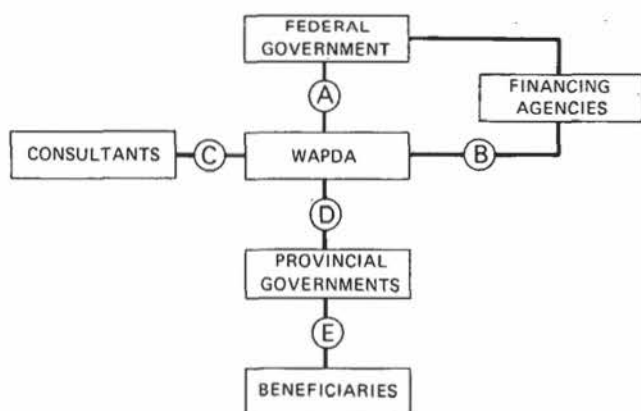 FEDERAL
GOVERNMENT
A
FINANCING
AGENCIES
CONSULTANTS
C
WAPDA
B
D
PROVINCIAL
GOVERNMENTS
E
BENEFICIARIES